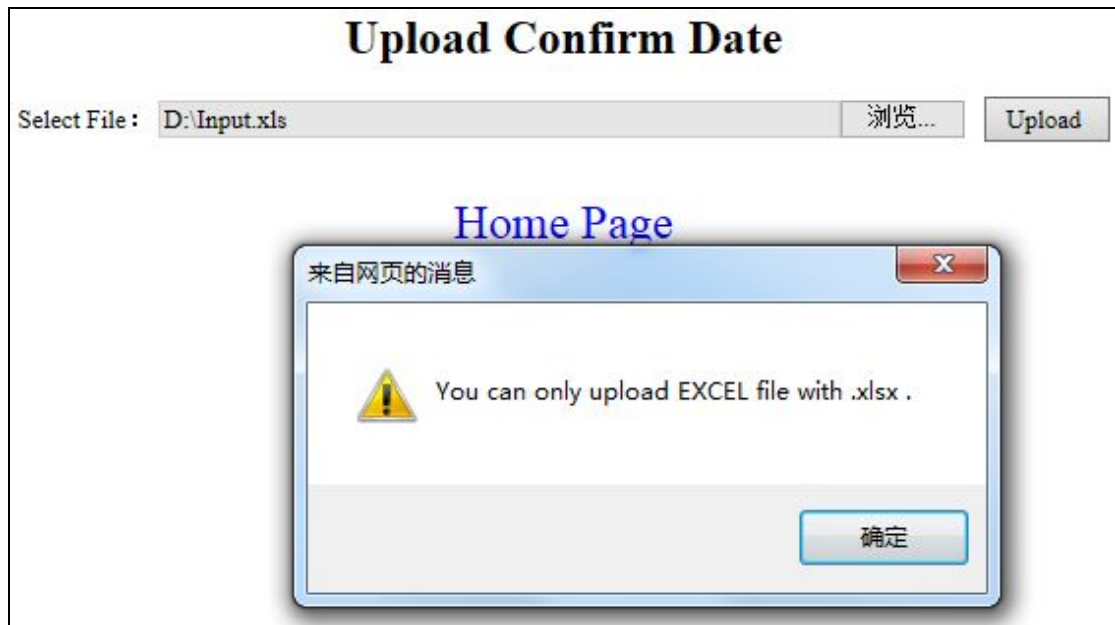 Upload Confirm Date
Select File： D:\Input.xls 浏览... Upload
Home Page
来自网页的消息
You can only upload EXCEL file with .xlsx .
确定